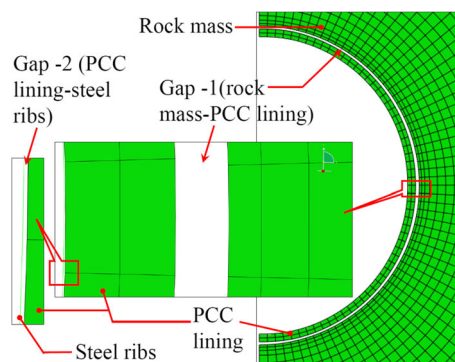 Rock mass
Gap -2 (PCC
lining-steel
ribs)
Gap -1(rock
mass-PCC lining)
PCC
lining
Steel ribs